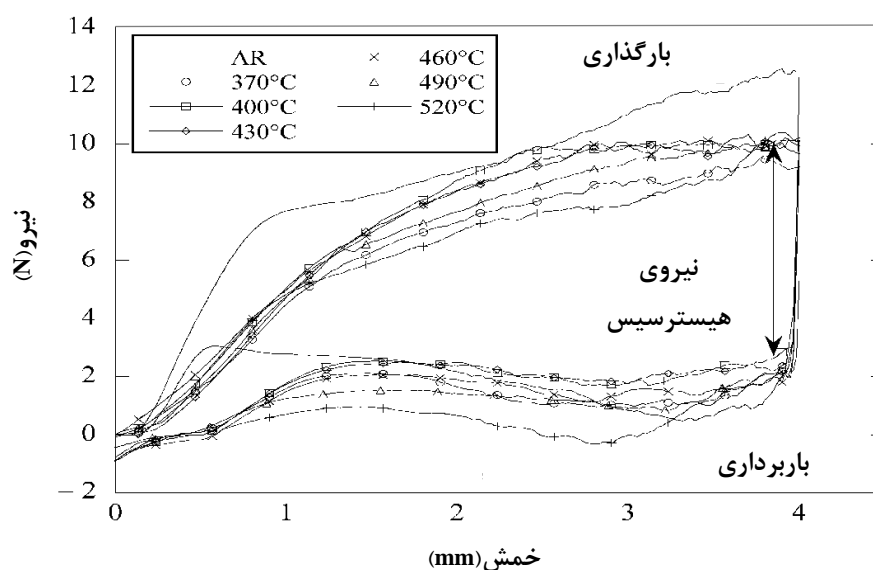 14
12
10
8
6
4
2
0
−2
نیرو(N)
AR
370°C
400°C
430°C
460°C
490°C
520°C
بارگذاری
نیروی
هیسترسیس
باربرداری
0
1
2
3
4
خمش(mm)